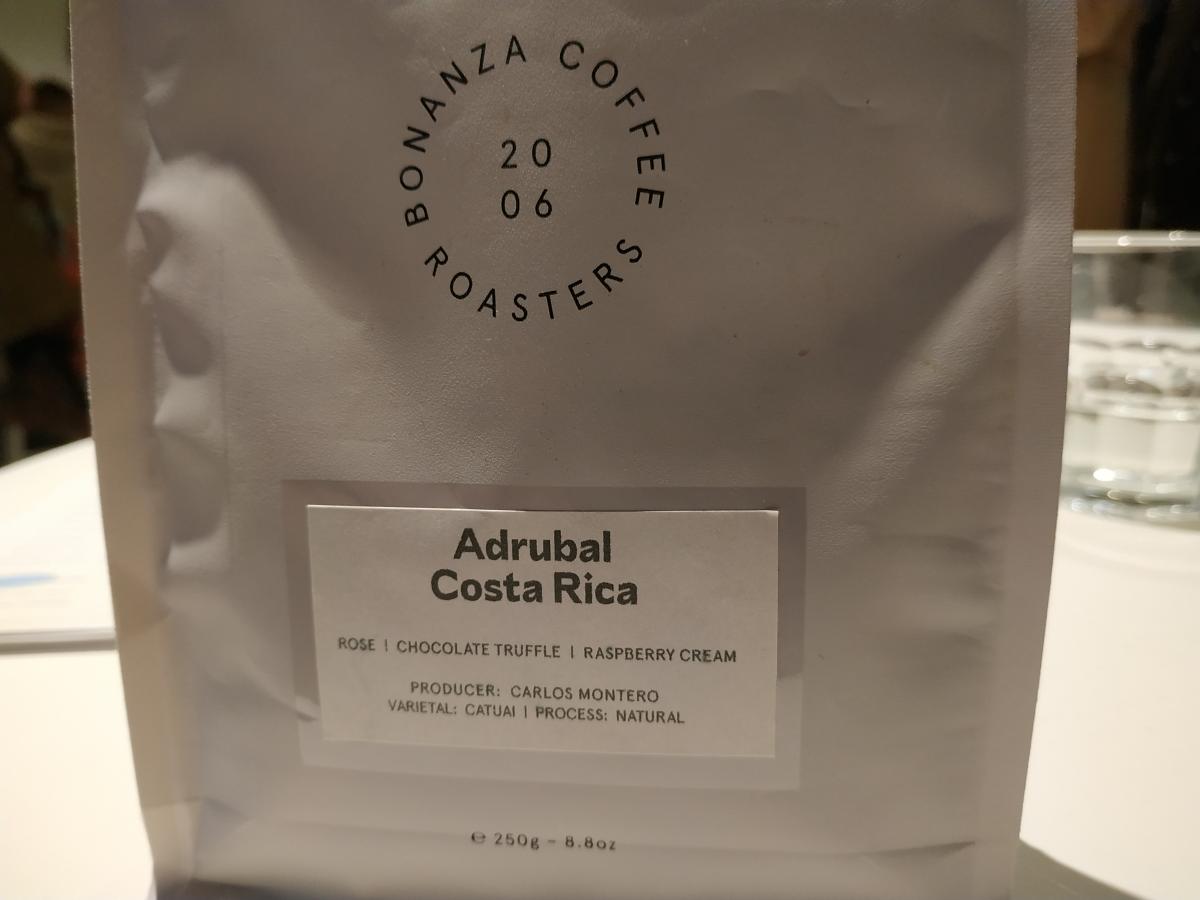 BONANZA COFFEE ROASTERS
20
06
Adrubal
Costa Rica
ROSE | CHOCOLATE TRUFFLE | RASPBERRY CREAM
PRODUCER: CARLOS MONTERO
VARIETAL: CATUAI | PROCESS: NATURAL
℮ 250g - 8.8oz